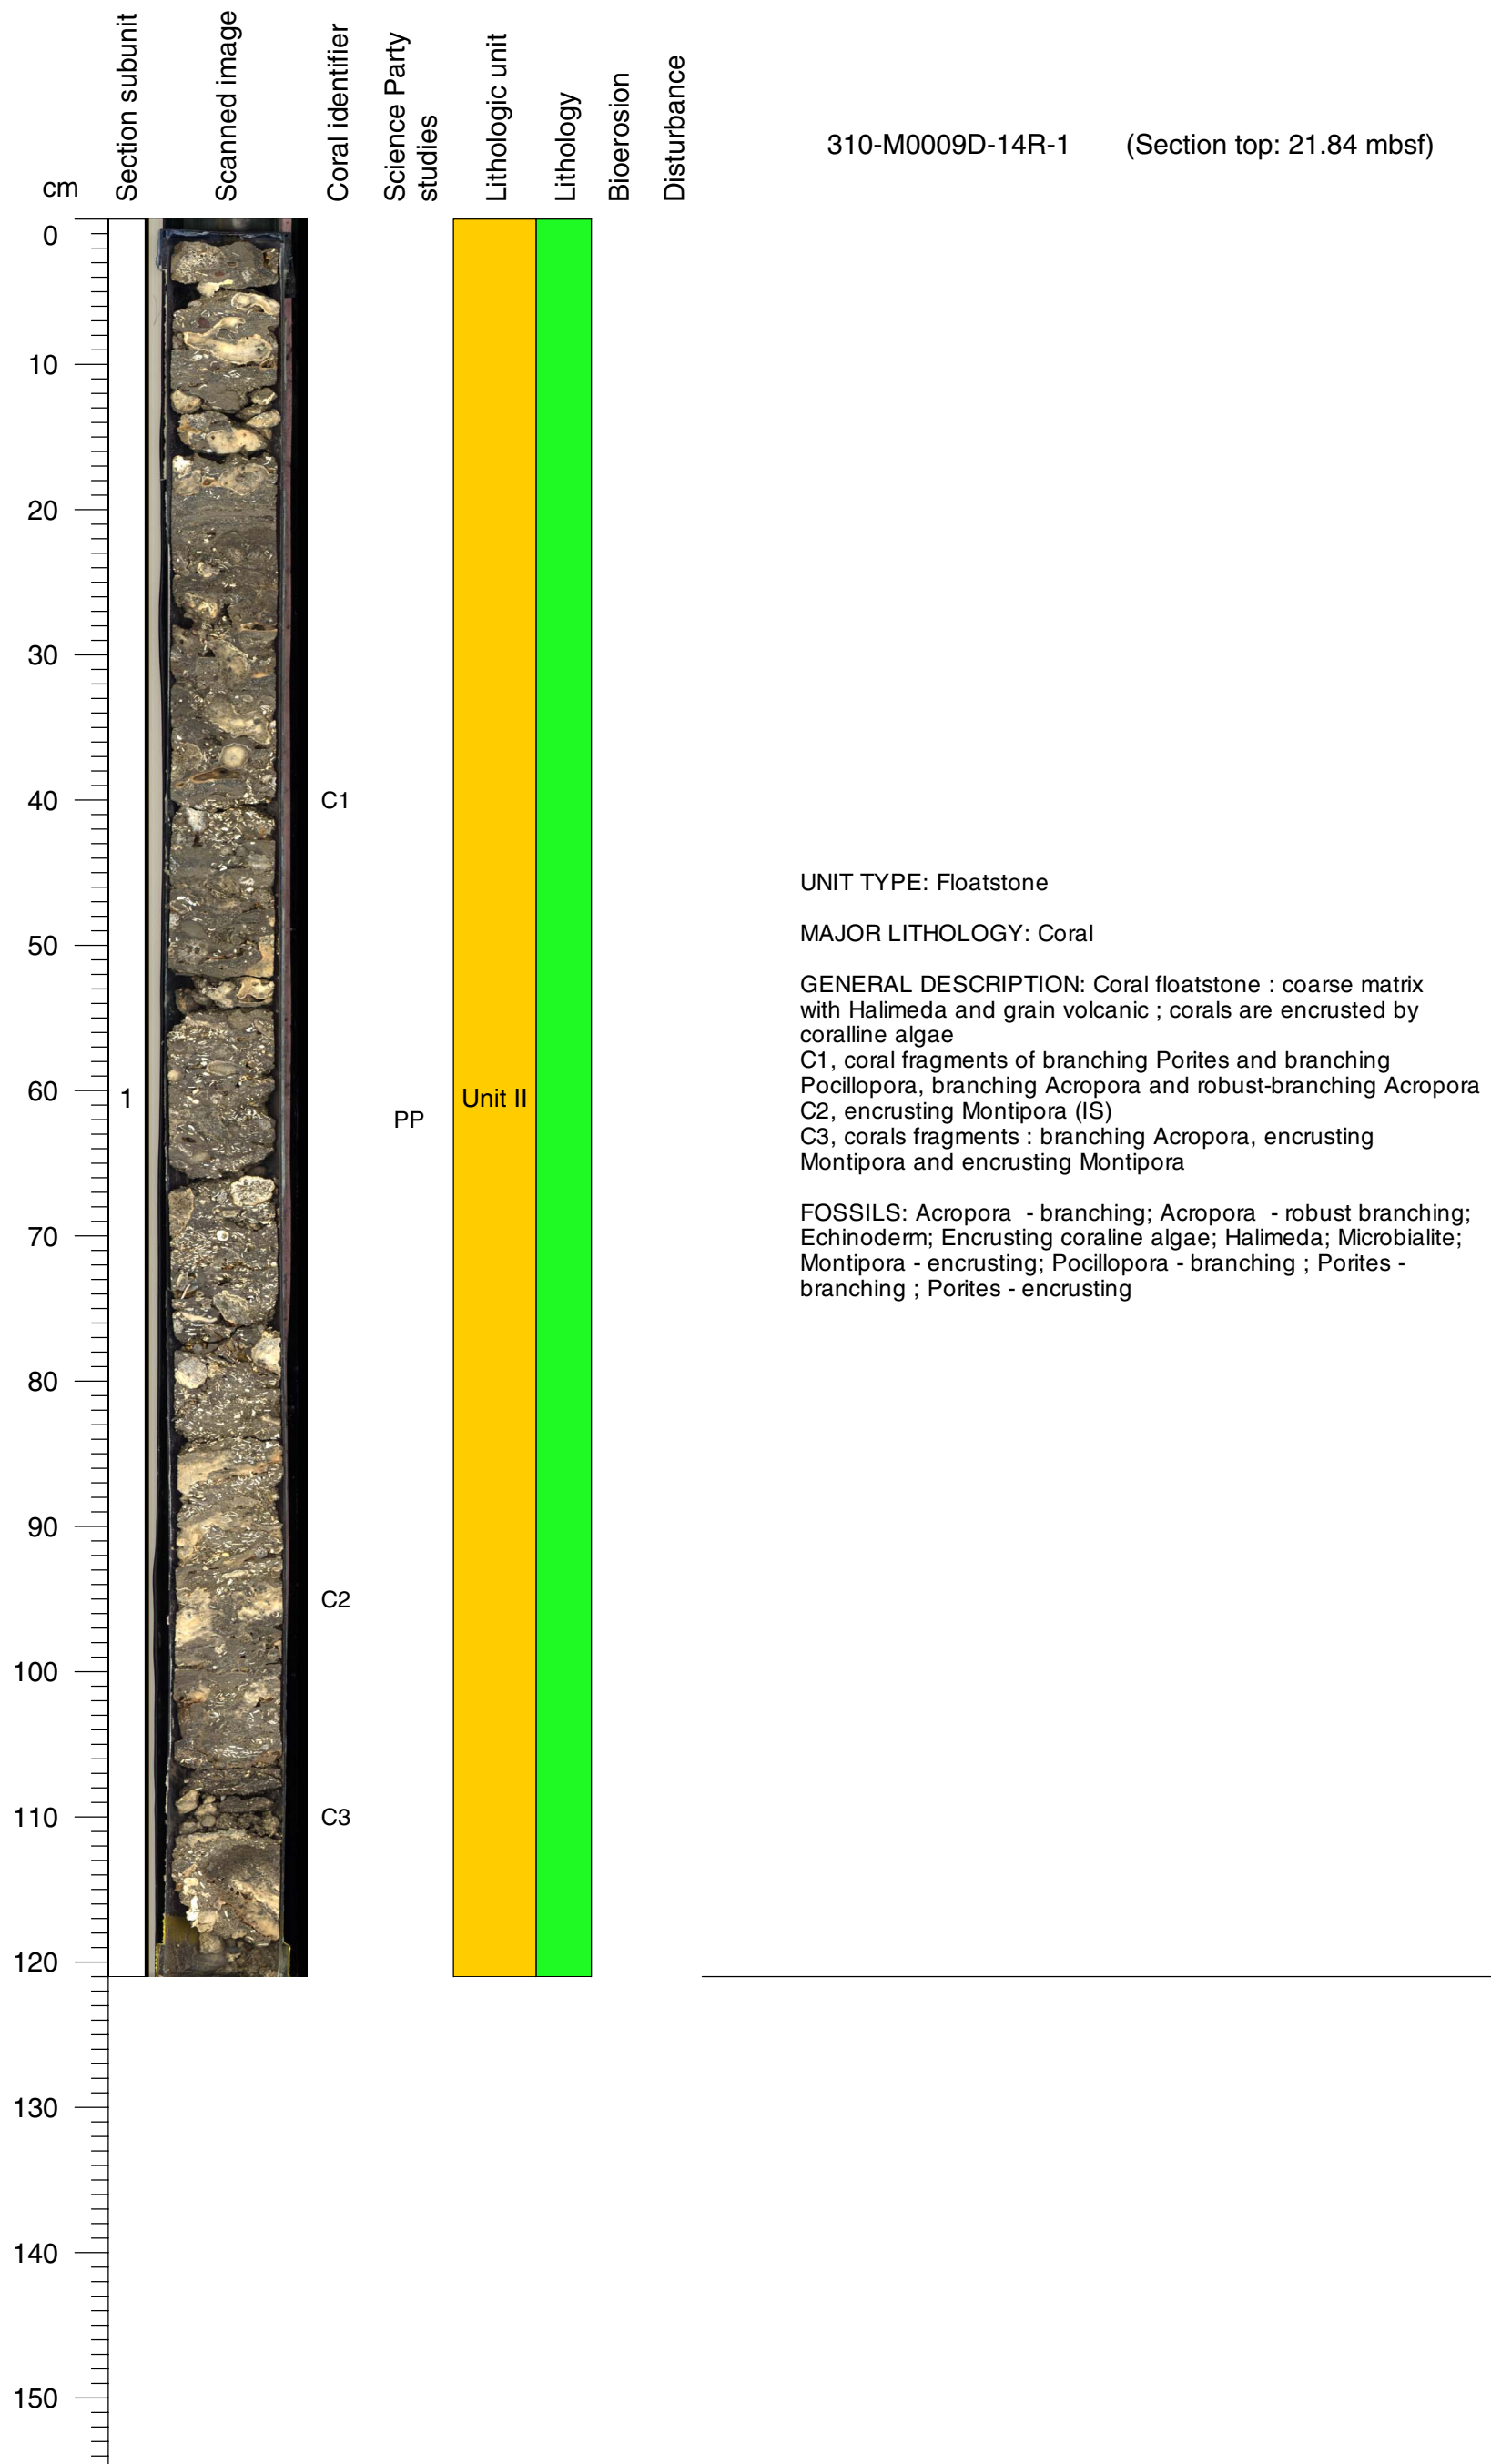 Section subunit
Scanned image
Coral identifier
Science Party
studies
Lithologic unit
Lithology
Bioerosion
Disturbance
310-M0009D-14R-1 (Section top: 21.84 mbsf)
cm
0
10
20
30
40
C1
UNIT TYPE: Floatstone
MAJOR LITHOLOGY: Coral
50
GENERAL DESCRIPTION: Coral floatstone : coarse matrix
with Halimeda and grain volcanic ; corals are encrusted by
coralline algae
C1, coral fragments of branching Porites and branching
Pocillopora, branching Acropora and robust-branching Acropora
C2, encrusting Montipora (IS)
C3, corals fragments : branching Acropora, encrusting
Montipora and encrusting Montipora
60
1
PP
Unit II
FOSSILS: Acropora  - branching; Acropora  - robust branching;
Echinoderm; Encrusting coraline algae; Halimeda; Microbialite;
Montipora - encrusting; Pocillopora - branching ; Porites -
branching ; Porites - encrusting
70
80
90
C2
100
110
C3
120
130
140
150